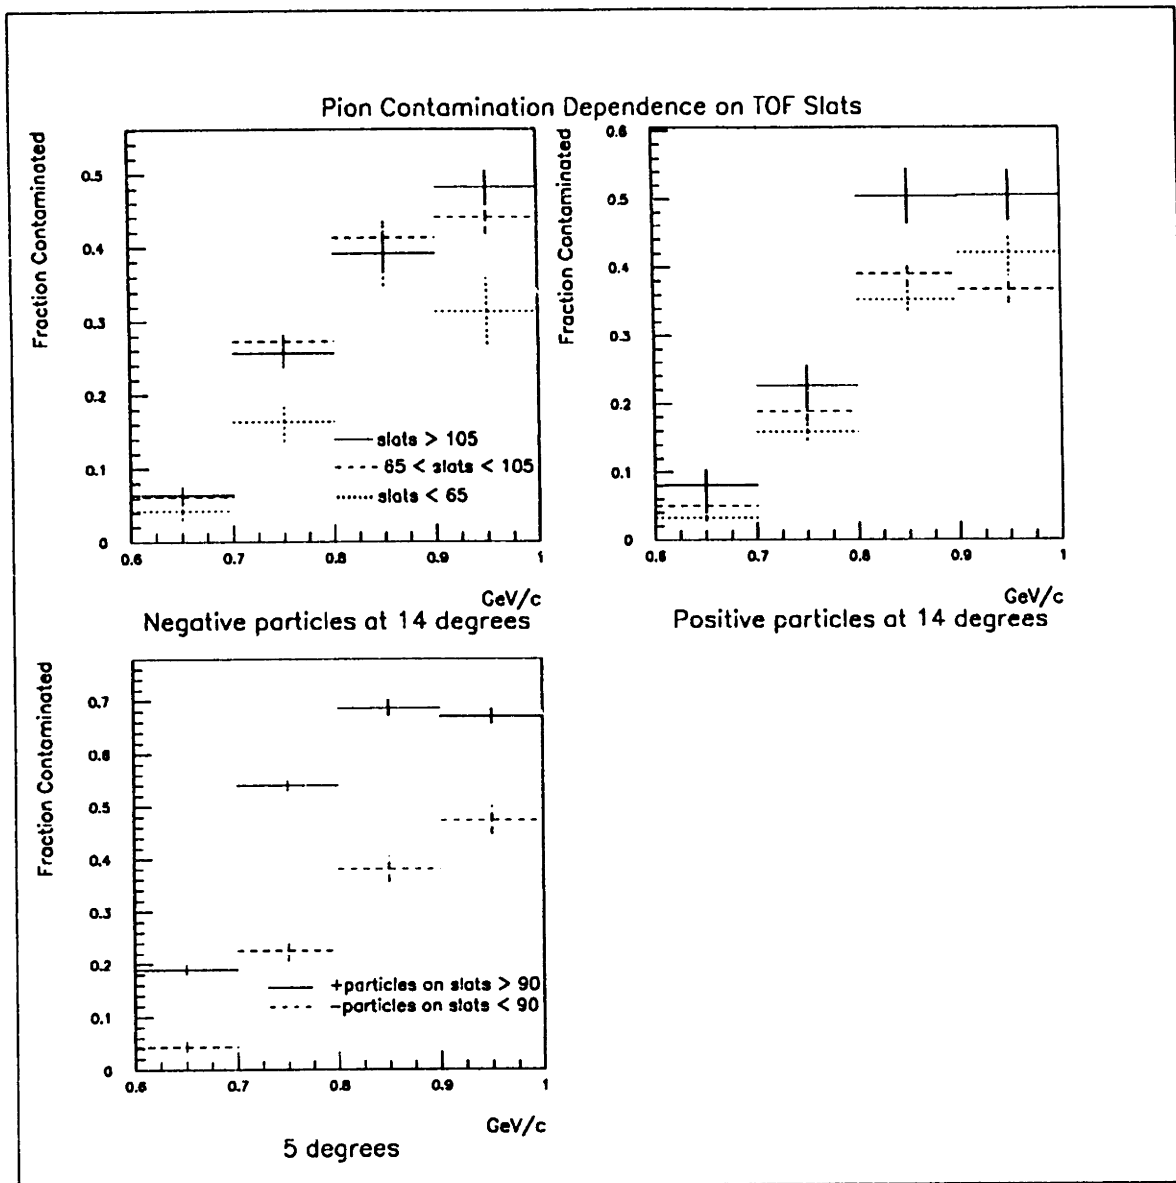 Pion Contamination Dependence on TOF Slats
Fraction Contaminated
0.5
0.4
0.3
0.2
0.1
0
0.6
0.7
0.8
0.9
1
slats > 105
65 < slats < 105
slats < 65
GeV/c
Negative particles at 14 degrees
Fraction Contaminated
0.6
0.5
0.4
0.3
0.2
0.1
0
0.6
0.7
0.8
0.9
1
GeV/c
Positive particles at 14 degrees
Fraction Contaminated
0.7
0.6
0.5
0.4
0.3
0.2
0.1
0
0.6
0.7
0.8
0.9
1
+particles on slats > 90
-particles on slats < 90
GeV/c
5 degrees